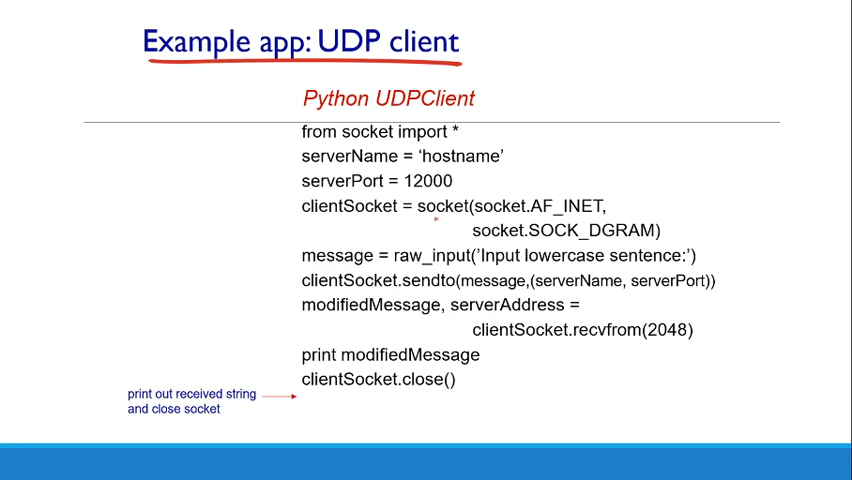 Example app: UDP client
Python UDPClient
from socket import *
serverName = ‘hostname’
serverPort = 12000
clientSocket = socket(socket.AF_INET,
socket.SOCK_DGRAM)
message = raw_input(’Input lowercase sentence:’)
clientSocket.sendto(message,(serverName, serverPort))
modifiedMessage, serverAddress =
clientSocket.recvfrom(2048)
print modifiedMessage
clientSocket.close()
print out received string
and close socket